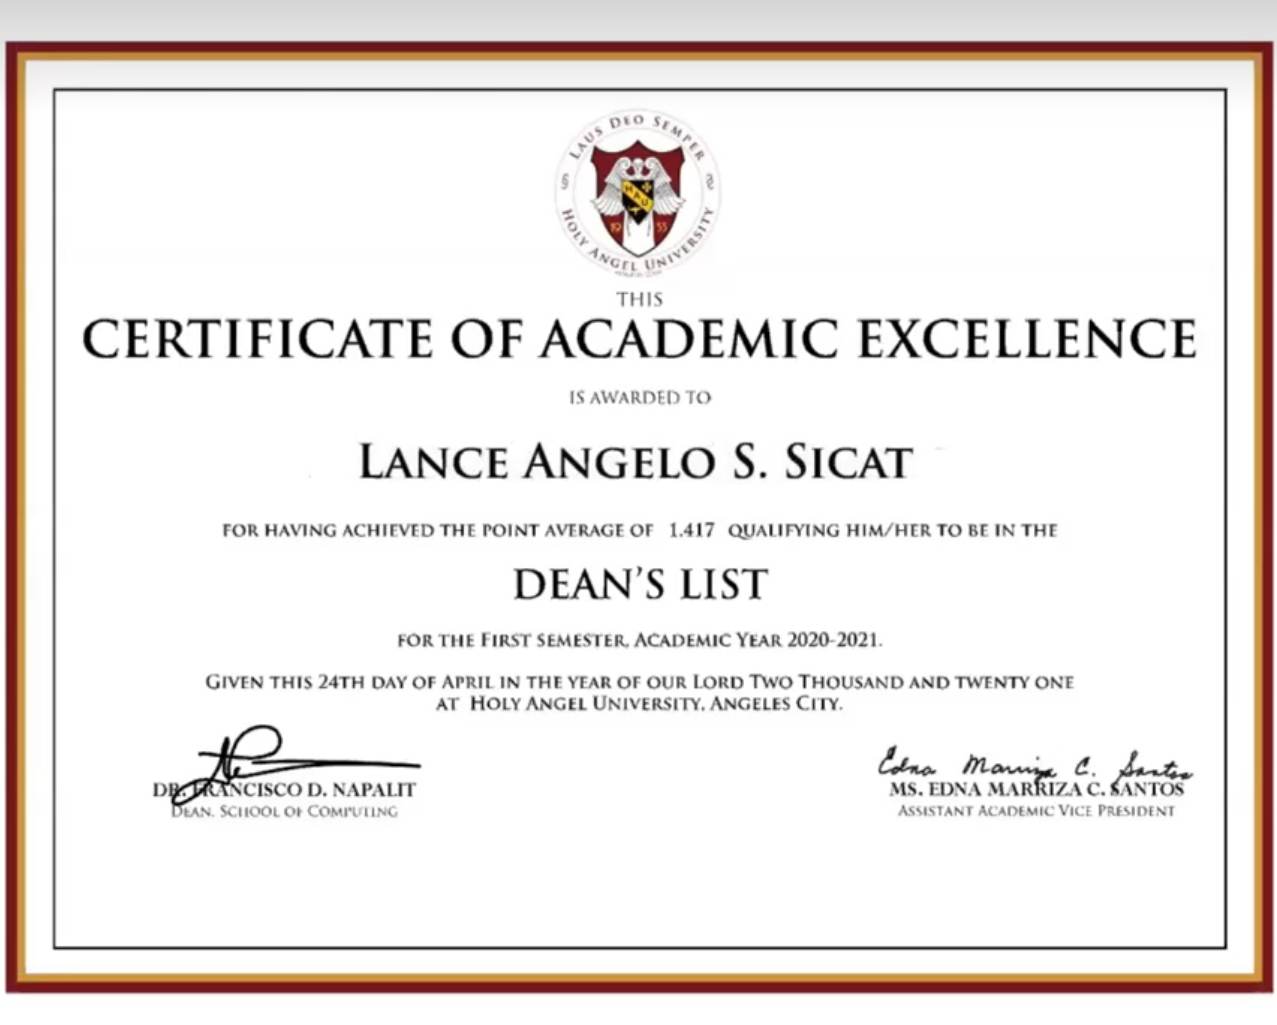 LAUS DEO SEMPER
HAU
19 33
HOLY ANGEL UNIVERSITY
THIS
CERTIFICATE OF ACADEMIC EXCELLENCE
IS AWARDED TO
LANCE ANGELO S. SICAT
FOR HAVING ACHIEVED THE POINT AVERAGE OF 1.417 QUALIFYING HIM/HER TO BE IN THE
DEAN'S LIST
FOR THE FIRST SEMESTER, ACADEMIC YEAR 2020-2021.
GIVEN THIS 24TH DAY OF APRIL IN THE YEAR OF OUR LORD TWO THOUSAND AND TWENTY ONE
AT HOLY ANGEL UNIVERSITY, ANGELES CITY.
Edna Marriza C. Santos
DR. FRANCISCO D. NAPALIT
MS. EDNA MARRIZA C. SANTOS
DEAN, SCHOOL OF COMPUTING
ASSISTANT ACADEMIC VICE PRESIDENT